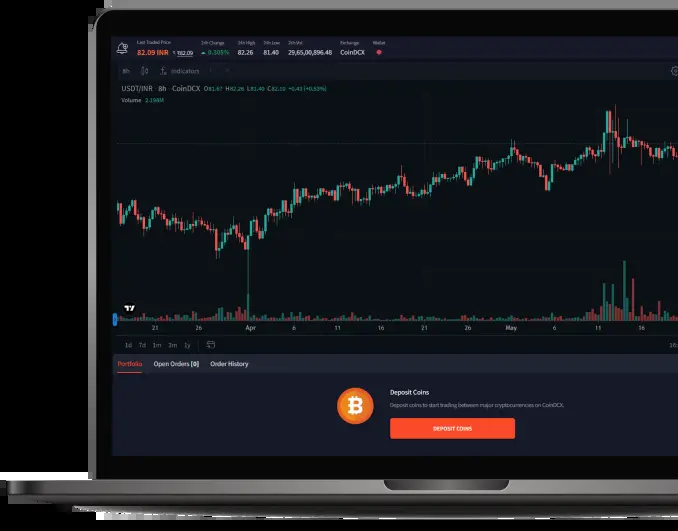 Last Traded Price 24h Change 24h High 24h Low 24h Vol Exchange Wallet
82.09 INR ₹82.09 0.305% 82.26 81.40 29,65,00,896.48 CoinDCX
8h Indicators
USDT/INR · 8h · CoinDCX O81.67 H82.26 L81.40 +0.43 (+0.53%)
Volume 2.198M
21 26 Apr 6 11 16 21 26 May 6 11 16
1d 7d 1m 3m 1y
Portfolio Open Orders [0] Order History
Deposit Coins
Deposit coins to start trading between major cryptocurrencies on CoinDCX.
DEPOSIT COINS